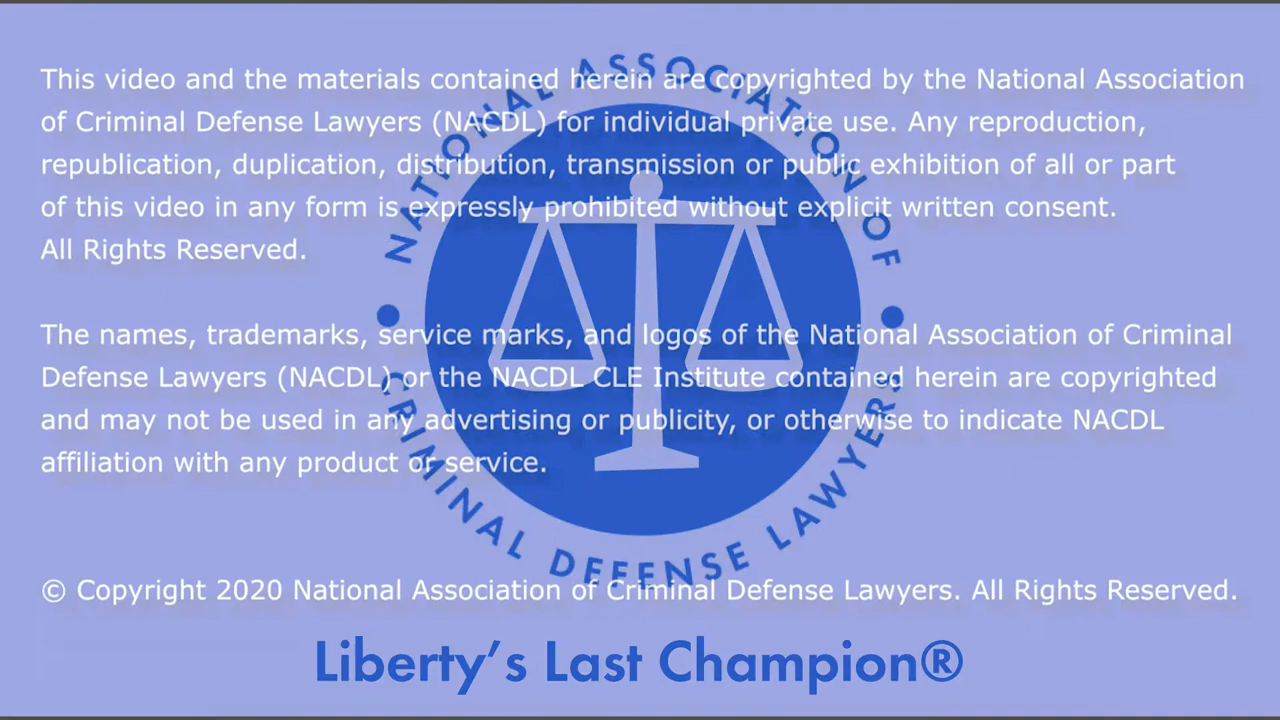 This video and the materials contained herein are copyrighted by the National Association
of Criminal Defense Lawyers (NACDL) for individual private use. Any reproduction,
republication, duplication, distribution, transmission or public exhibition of all or part
of this video in any form is expressly prohibited without explicit written consent.
All Rights Reserved.
The names, trademarks, service marks, and logos of the National Association of Criminal
Defense Lawyers (NACDL) or the NACDL CLE Institute contained herein are copyrighted
and may not be used in any advertising or publicity, or otherwise to indicate NACDL
affiliation with any product or service.
© Copyright 2020 National Association of Criminal Defense Lawyers. All Rights Reserved.
NATIONAL ASSOCIATION OF
CRIMINAL DEFENSE LAWYERS
Liberty's Last Champion®